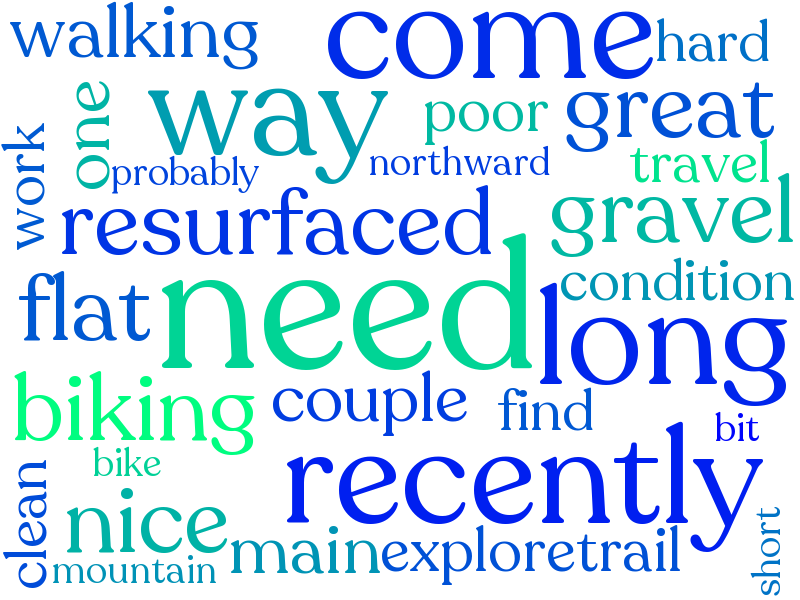 walking
come
hard
one
way
poor
great
work
probably
northward
travel
resurfaced
gravel
flat
need
condition
long
biking
couple
find
bit
bike
recently
clean
nice
main
explore
trail
mountain
short